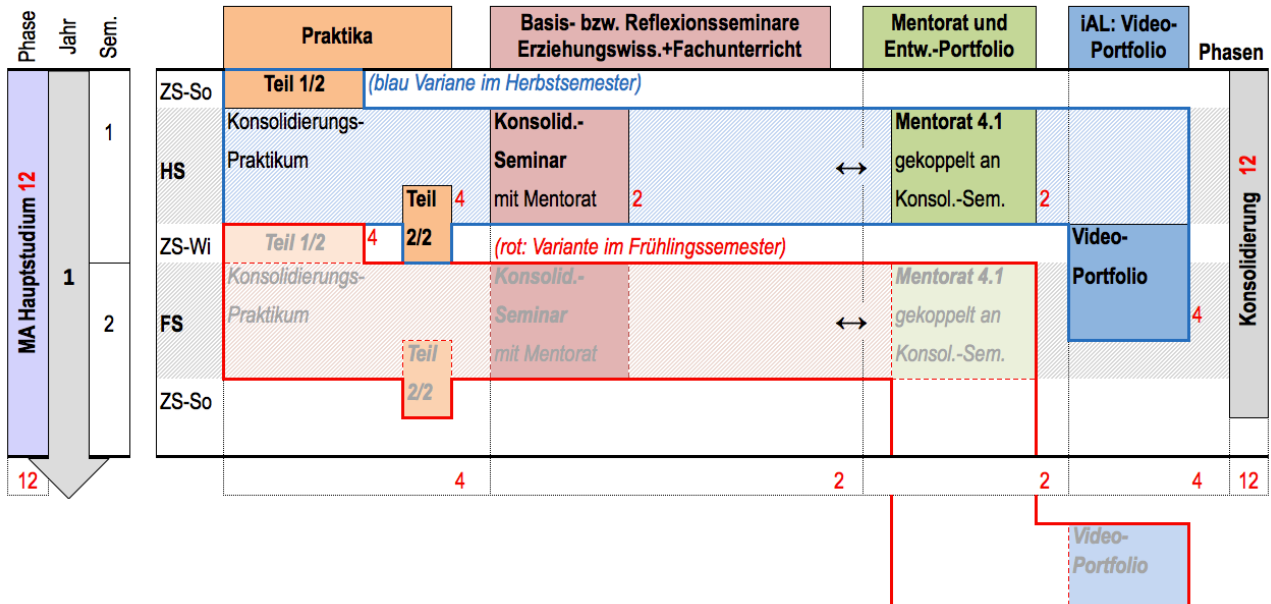 Phase
Jahr
Sem.
Praktika
Basis- bzw. Reflexionsseminare
Erziehungswiss.+Fachunterricht
Mentorat und
Entw.-Portfolio
iAL: Video-
Portfolio
Phasen
ZS-So
Teil 1/2
(blau Variane im Herbstsemester)
MA Hauptstudium 12
1
1
HS
Konsolidierungs-
Praktikum
Teil
2/2
4
Konsolid.-
Seminar
mit Mentorat
2
↔
Mentorat 4.1
gekoppelt an
Konsol.-Sem.
2
Konsolidierung 12
ZS-Wi
Teil 1/2
4
(rot: Variante im Frühlingssemester)
Video-
Portfolio
4
2
FS
Konsolidierungs-
Praktikum
Teil
2/2
Konsolid.-
Seminar
mit Mentorat
↔
Mentorat 4.1
gekoppelt an
Konsol.-Sem.
ZS-So
12
4
2
2
4
12
Video-
Portfolio